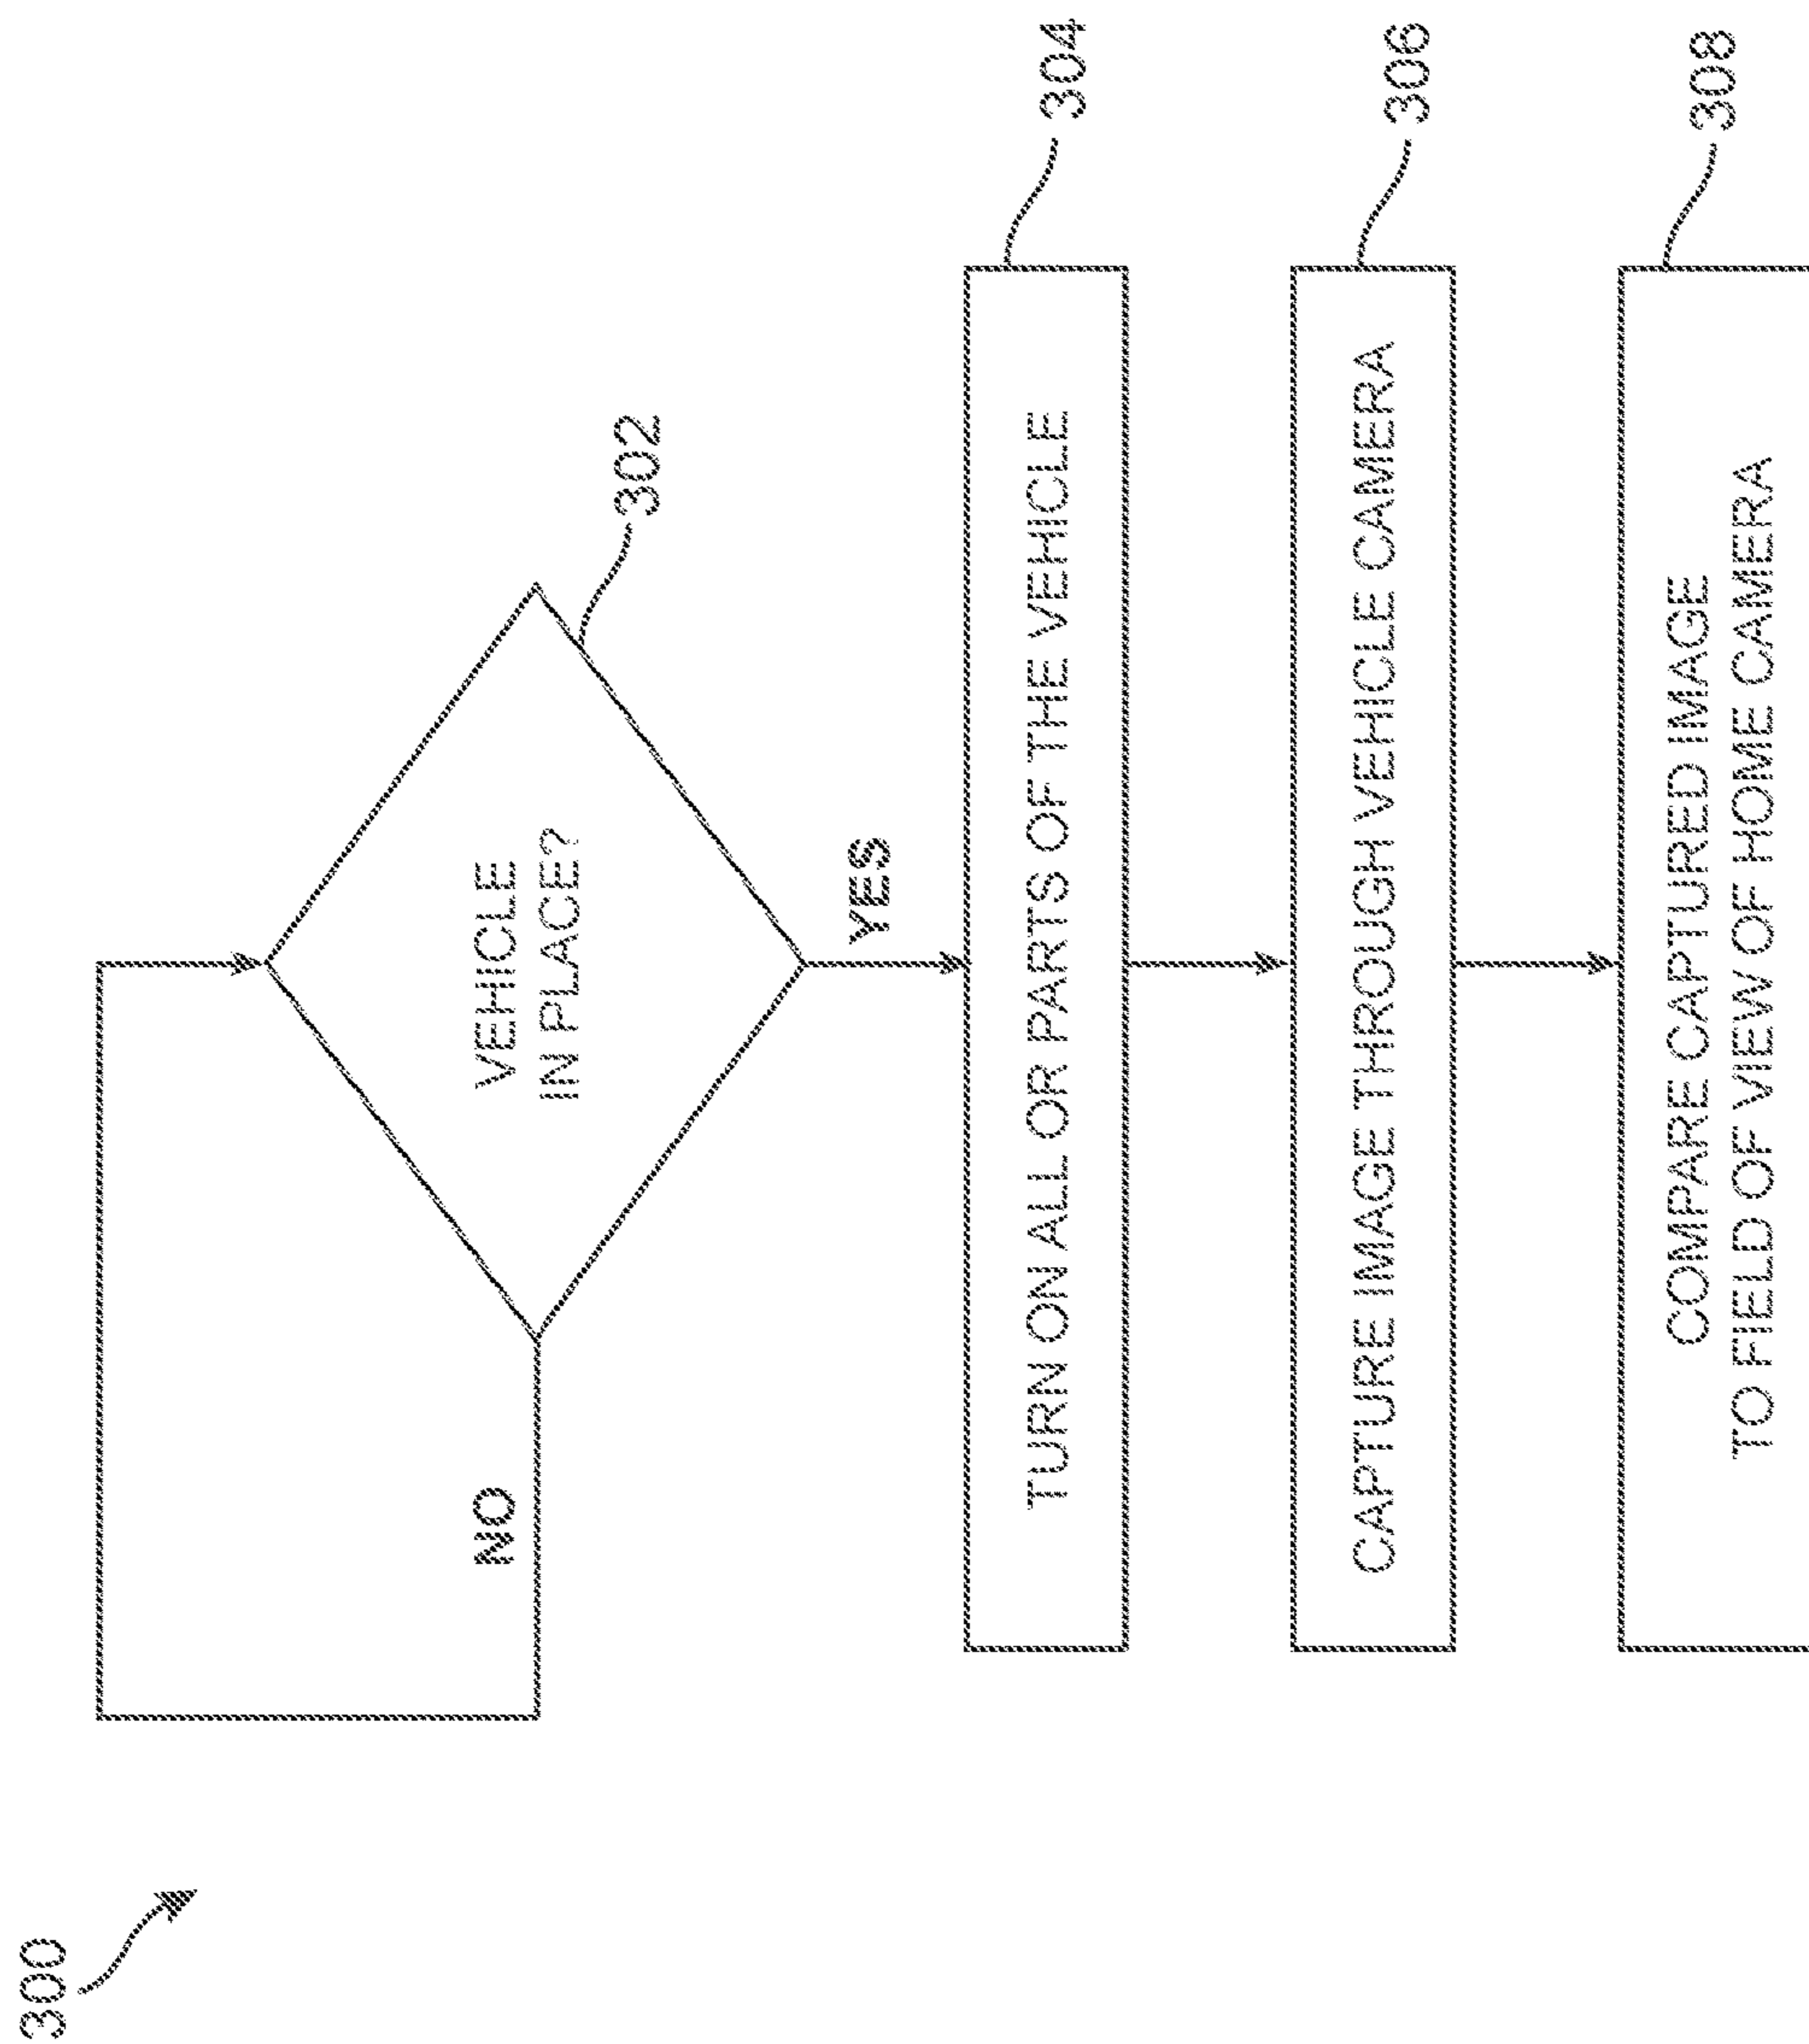 300
VEHICLE
IN PLACE?
302
NO
YES
TURN ON ALL OR PARTS OF THE VEHICLE
304
CAPTURE IMAGE THROUGH VEHICLE CAMERA
306
COMPARE CAPTURED IMAGE
TO FIELD OF VIEW OF HOME CAMERA
308